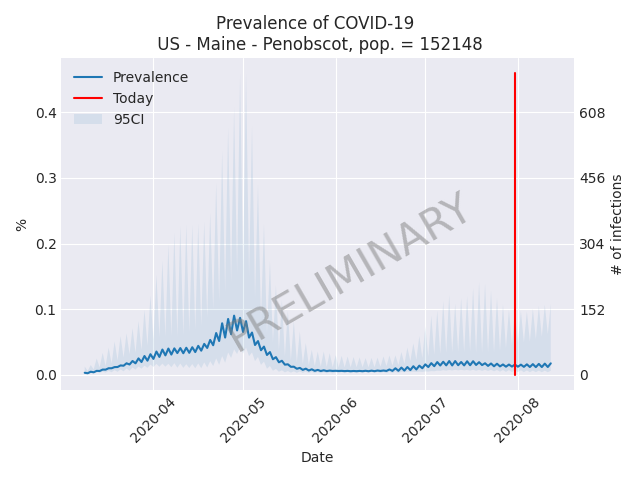 Prevalence of COVID-19
US - Maine - Penobscot, pop. = 152148
Prevalence
Today
95CI
0.4
0.3
0.2
0.1
0.0
%
608
456
304
152
0
# of infections
PRELIMINARY
2020-04
2020-05
2020-06
2020-07
2020-08
Date